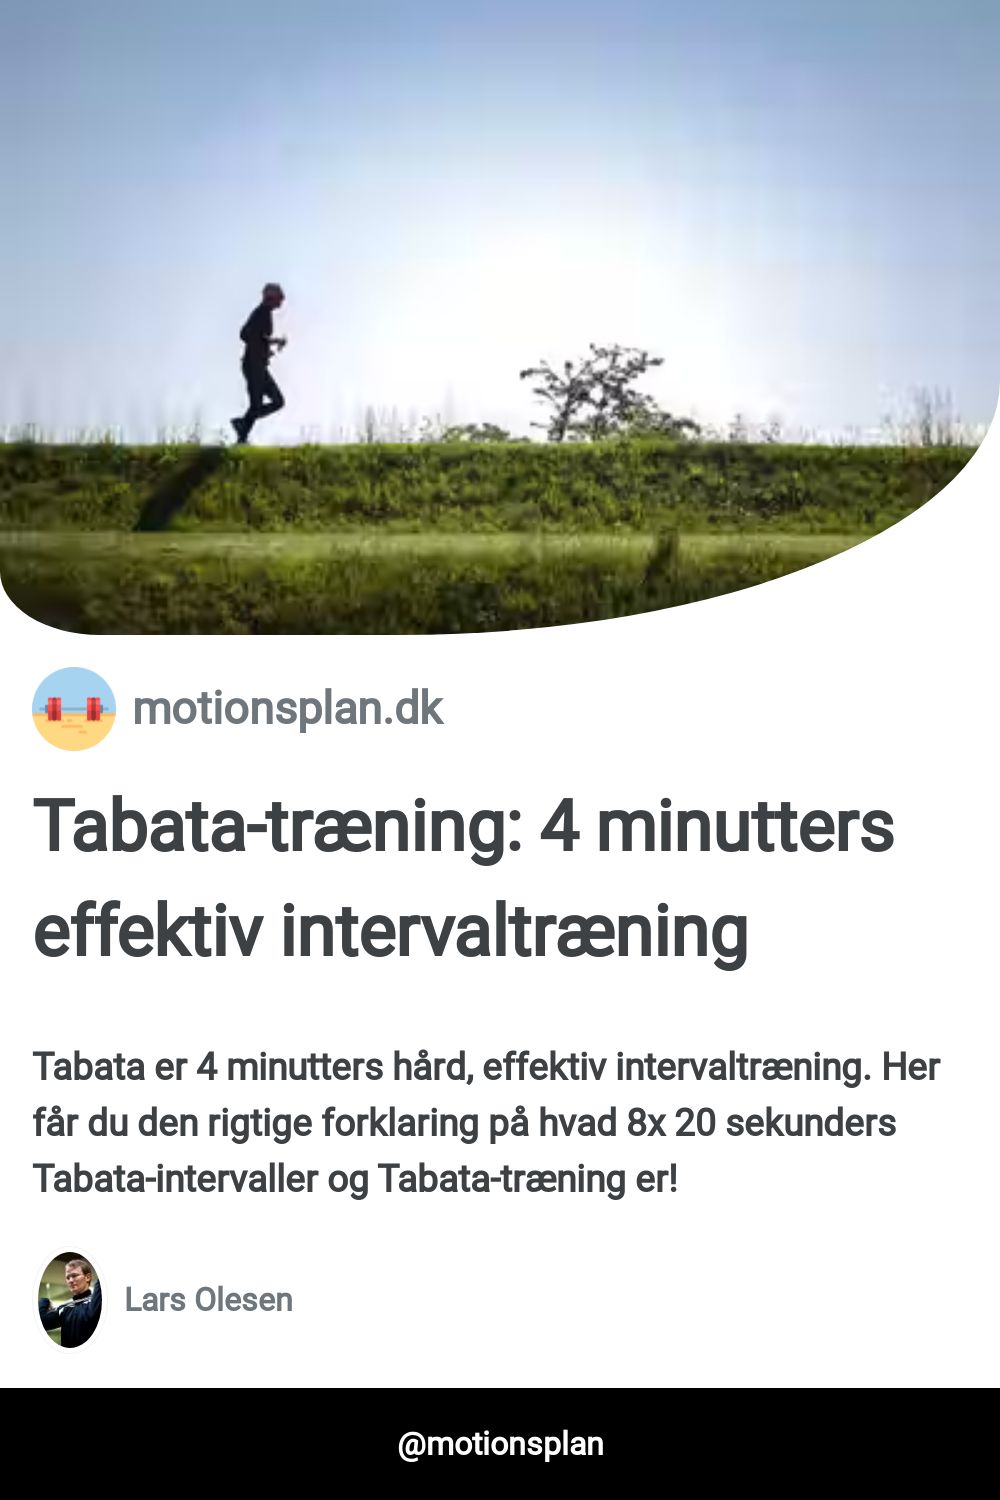 motionsplan.dk
Tabata-træning: 4 minutters
effektiv intervaltræning
Tabata er 4 minutters hård, effektiv intervaltræning. Her
får du den rigtige forklaring på hvad 8x 20 sekunders
Tabata-intervaller og Tabata-træning er!
Lars Olesen
@motionsplan